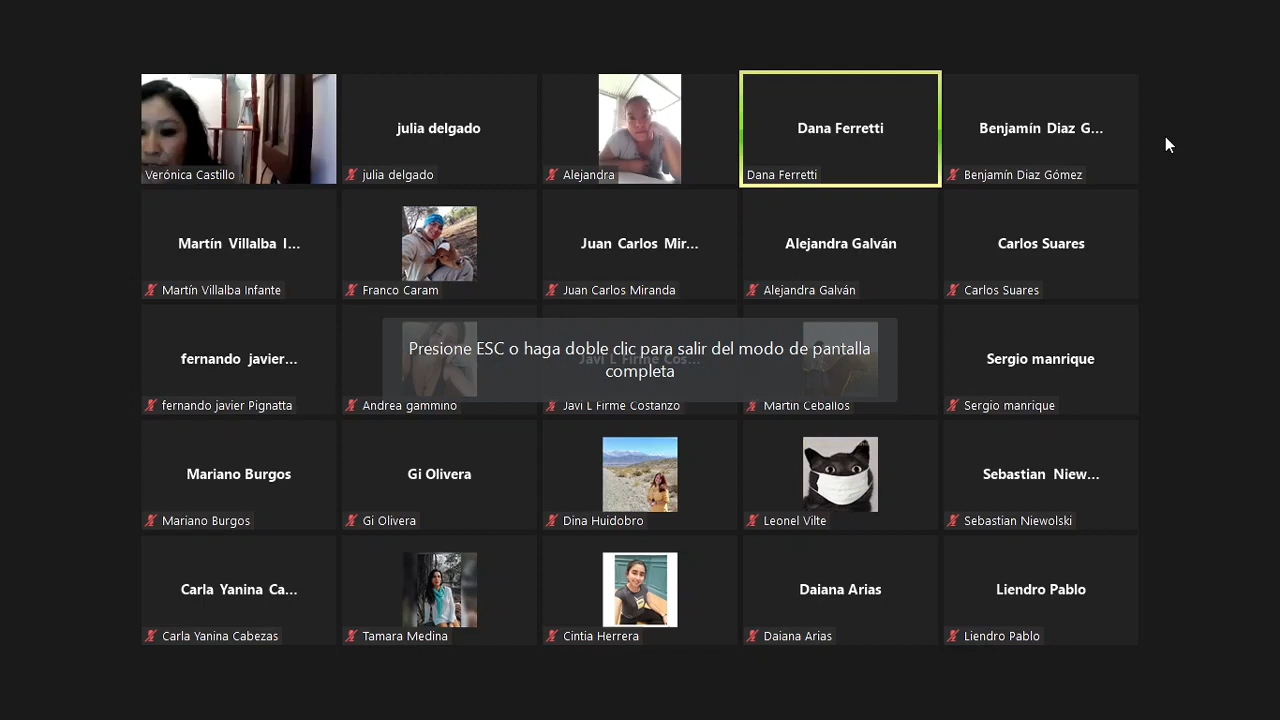 Verónica Castillo
julia delgado
julia delgado
Alejandra
Dana Ferretti
Dana Ferretti
Benjamín Diaz G...
Benjamín Diaz Gómez
Martín Villalba I...
Martín Villalba Infante
Franco Caram
Juan Carlos Mir...
Juan Carlos Miranda
Alejandra Galván
Alejandra Galván
Carlos Suares
Carlos Suares
fernando javier...
fernando javier Pignatta
Andrea gammino
Javi L Firme Cos...
Javi L Firme Costanzo
Martin Ceballos
Presione ESC o haga doble clic para salir del modo de pantalla
completa
Sergio manrique
Sergio manrique
Mariano Burgos
Mariano Burgos
Gi Olivera
Gi Olivera
Dina Huidobro
Leonel Vilte
Sebastian Niew...
Sebastian Niewolski
Carla Yanina Ca...
Carla Yanina Cabezas
Tamara Medina
Cintia Herrera
Daiana Arias
Daiana Arias
Liendro Pablo
Liendro Pablo